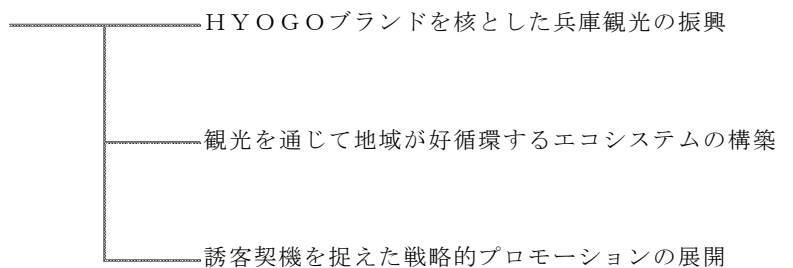 ＨＹＯＧＯブランドを核とした兵庫観光の振興
観光を通じて地域が好循環するエコシステムの構築
誘客契機を捉えた戦略的プロモーションの展開